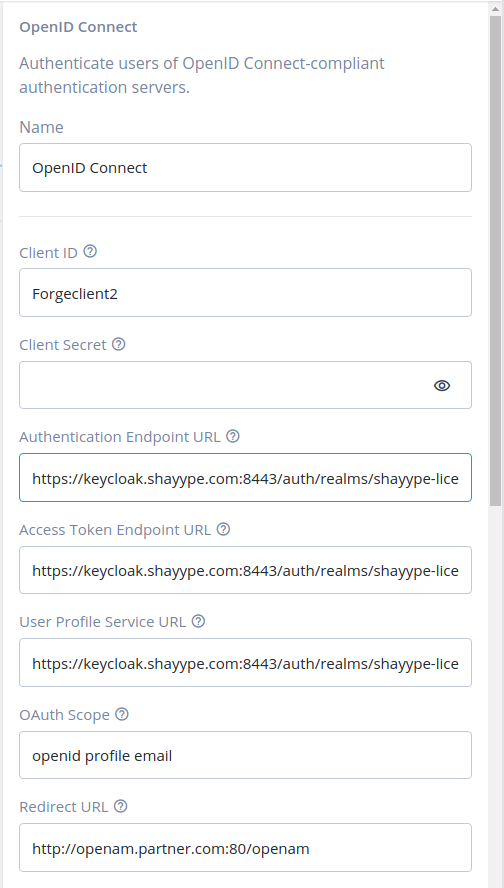 OpenID Connect
Authenticate users of OpenID Connect-compliant
authentication servers.
Name
OpenID Connect
Client ID
Forgeclient2
Client Secret
Authentication Endpoint URL
https://keycloak.shayype.com:8443/auth/realms/shayype-lice
Access Token Endpoint URL
https://keycloak.shayype.com:8443/auth/realms/shayype-lice
User Profile Service URL
https://keycloak.shayype.com:8443/auth/realms/shayype-lice
OAuth Scope
openid profile email
Redirect URL
http://openam.partner.com:80/openam